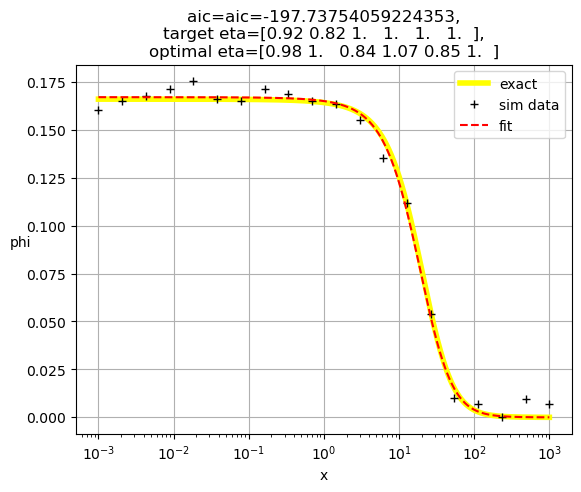 aic=aic=-197.73754059224353,
target eta=[0.92 0.82 1.   1.   1.   1.  ],
optimal eta=[0.98 1.   0.84 1.07 0.85 1.  ]
exact
sim data
fit
0.175
0.150
0.125
0.100
0.075
0.050
0.025
0.000
phi
10⁻³ 10⁻² 10⁻¹ 10⁰ 10¹ 10² 10³
x